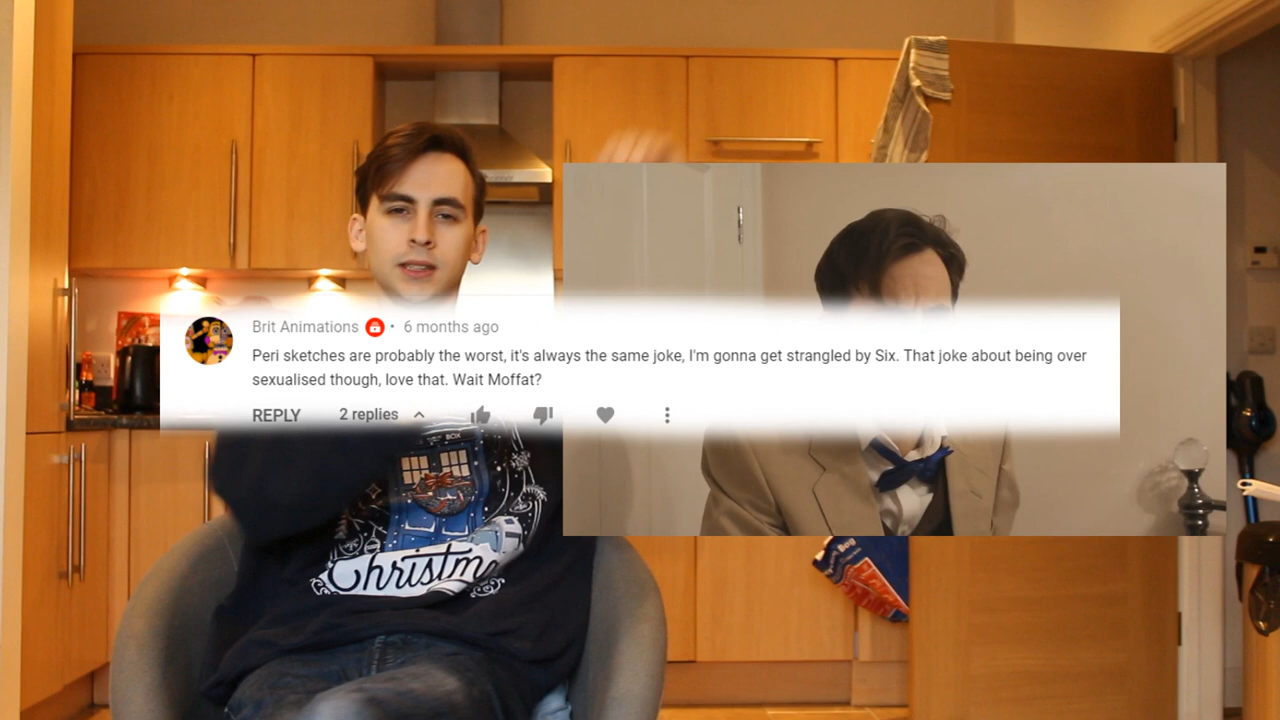 Brit Animations • 6 months ago
Peri sketches are probably the worst, it's always the same joke, I'm gonna get strangled by Six. That joke about being over
sexualised though, love that. Wait Moffat?
REPLY 2 replies
BOX
Christm